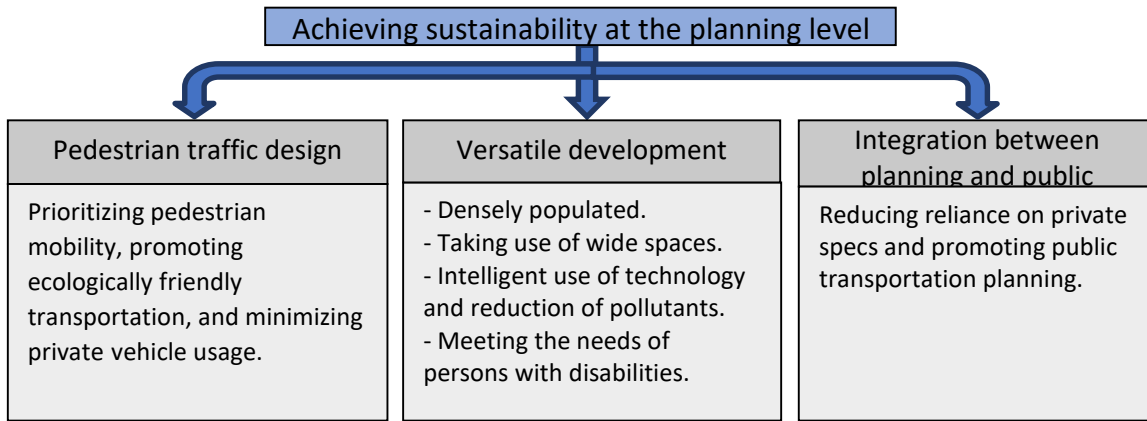 Achieving sustainability at the planning level
Pedestrian traffic design
Prioritizing pedestrian
mobility, promoting
ecologically friendly
transportation, and minimizing
private vehicle usage.
Versatile development
- Densely populated.
- Taking use of wide spaces.
- Intelligent use of technology
and reduction of pollutants.
- Meeting the needs of
persons with disabilities.
Integration between
planning and public
Reducing reliance on private
specs and promoting public
transportation planning.